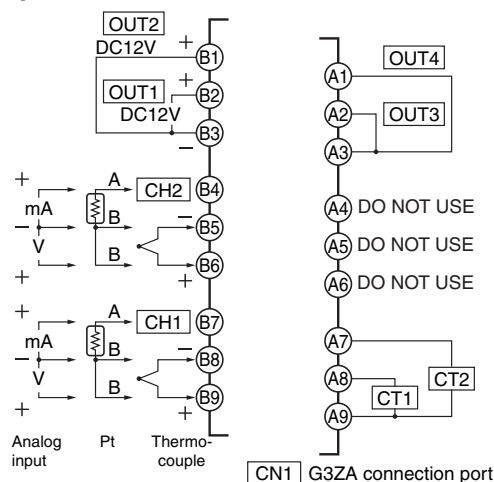 OUT2
DC12V
+
B1
OUT1
+
DC12V
B2
B3
−
+
A
CH2
B4
mA
−
B
−
B5
V
B
B6
+
+
+
A
CH1
B7
mA
−
B
−
B8
V
B
B9
+
+
Analog input
Pt
Thermo-
couple
A1
OUT4
A2
OUT3
A3
A4 DO NOT USE
A5 DO NOT USE
A6 DO NOT USE
A7
A8
CT2
CT1
A9
CN1 G3ZA connection port